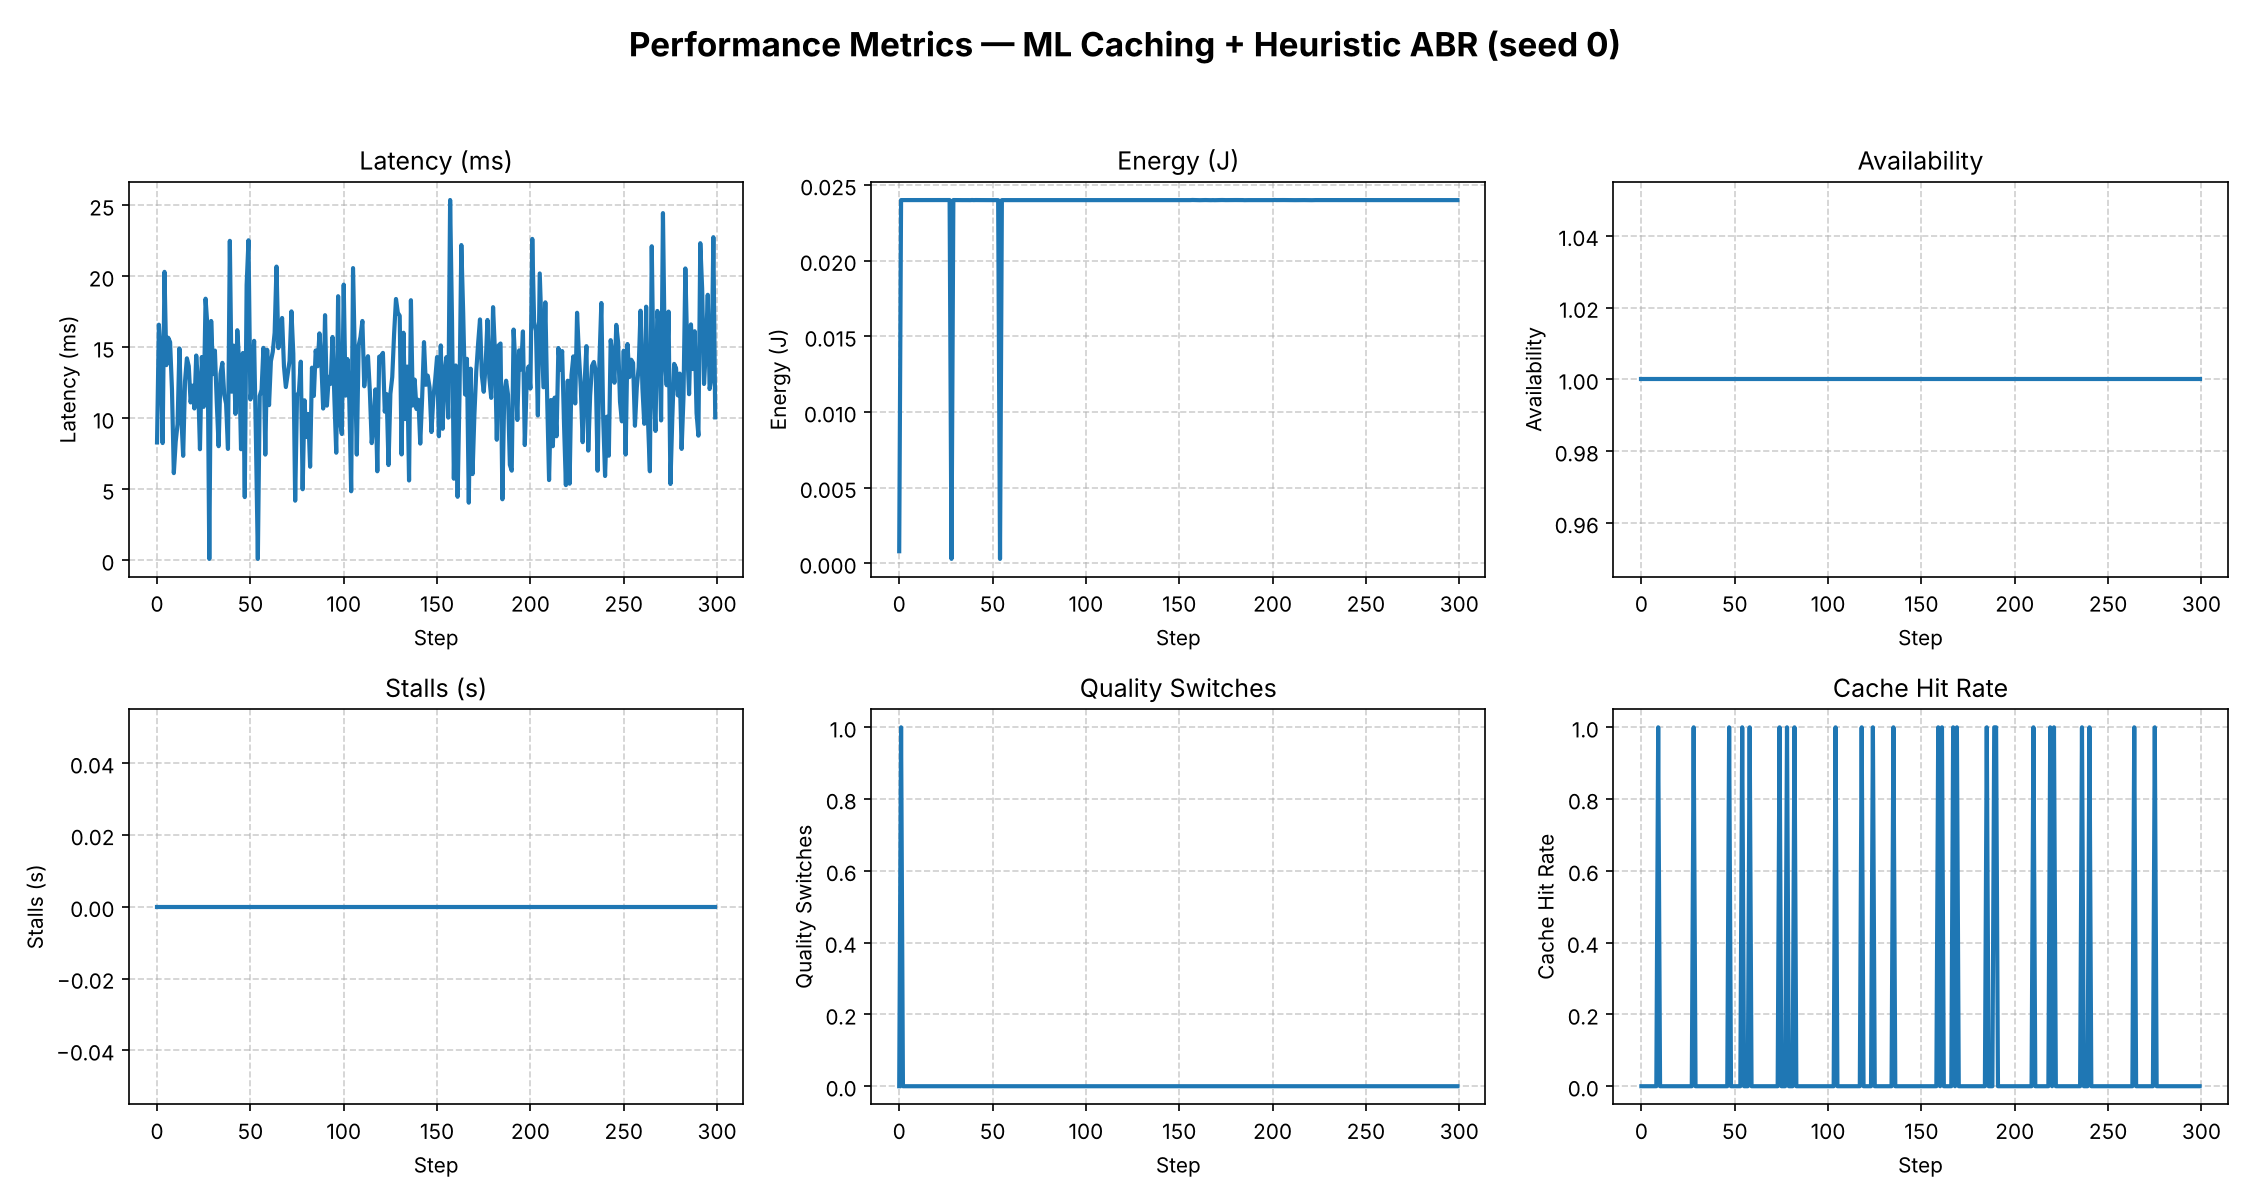 Performance Metrics — ML Caching + Heuristic ABR (seed 0)
Latency (ms)
Latency (ms)
25
20
15
10
5
0
0 50 100 150 200 250 300
Step
Energy (J)
Energy (J)
0.025
0.020
0.015
0.010
0.005
0.000
0 50 100 150 200 250 300
Step
Availability
Availability
1.04
1.02
1.00
0.98
0.96
0 50 100 150 200 250 300
Step
Stalls (s)
Stalls (s)
0.04
0.02
0.00
−0.02
−0.04
0 50 100 150 200 250 300
Step
Quality Switches
Quality Switches
1.0
0.8
0.6
0.4
0.2
0.0
0 50 100 150 200 250 300
Step
Cache Hit Rate
Cache Hit Rate
1.0
0.8
0.6
0.4
0.2
0.0
0 50 100 150 200 250 300
Step